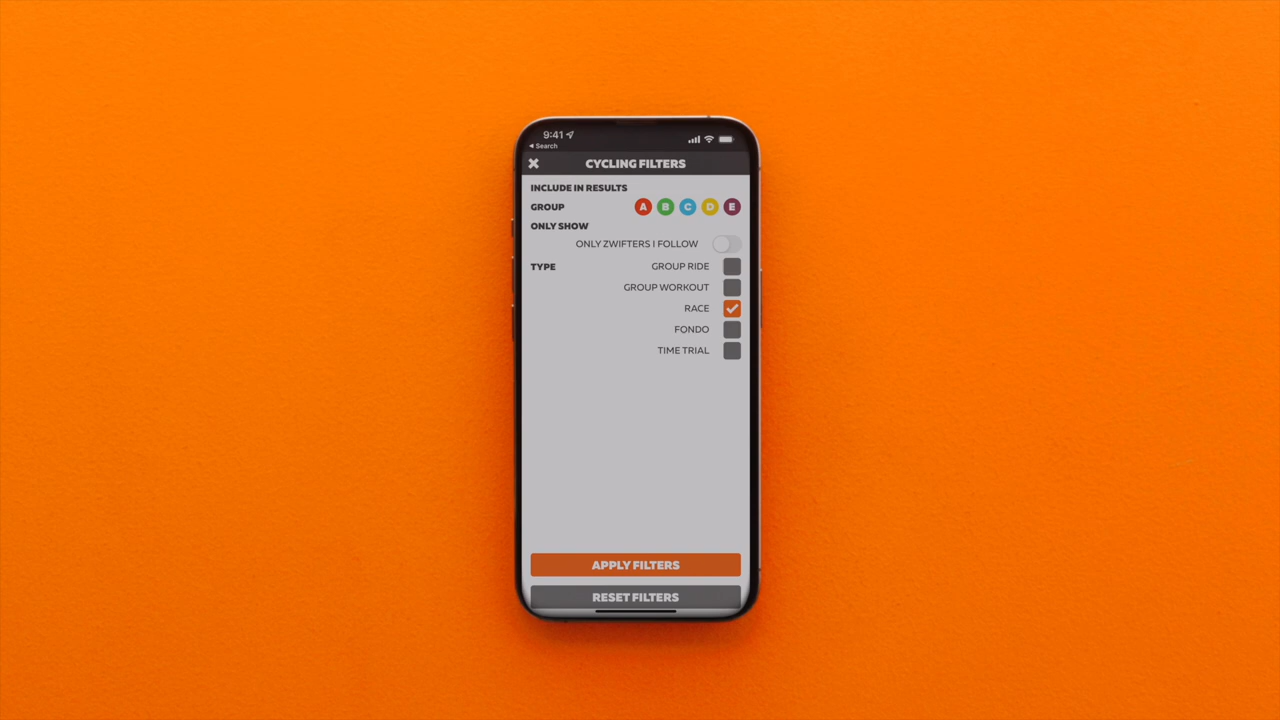 9:41
◀ Search
CYCLING FILTERS
INCLUDE IN RESULTS
GROUP A B C D E
ONLY SHOW
ONLY ZWIFTERS I FOLLOW
TYPE GROUP RIDE
GROUP WORKOUT
RACE
FONDO
TIME TRIAL
APPLY FILTERS
RESET FILTERS